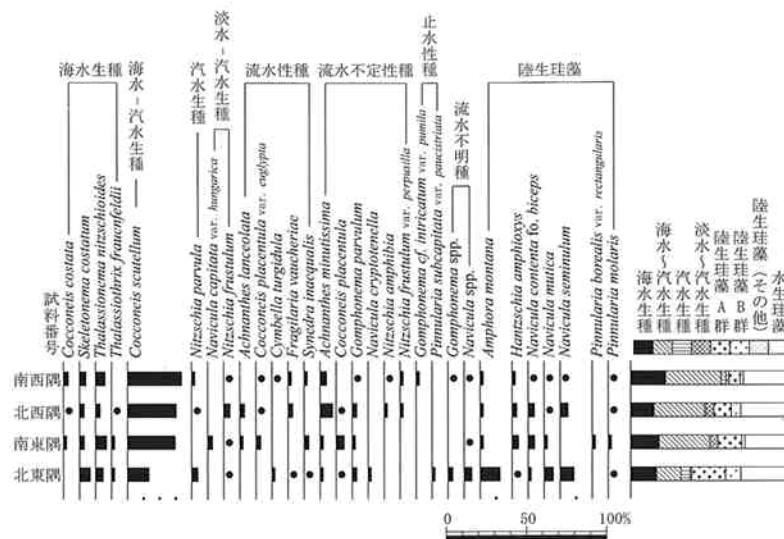 海水生種
海水－汽水生種
汽水生種
淡水－汽水生種
流水性種
流水不定性種
止水性種
流水不明種
陸生珪藻
試料番号
Cocconeis costata
Skeletonema costatum
Thalassionema nitzschioides
Thalassiothrix frauenfeldii
Cocconeis scutellum
Nitzschia parvula
Navicula capitata var. hungarica
Nitzschia frustulum
Achnanthes lanceolata
Cocconeis placentula var. euglypta
Cymbella turgidula
Fragilaria vaucheriae
Synedra inaequalis
Achnanthes minutissima
Cocconeis placentula
Gomphonema parvulum
Navicula cryptotenella
Nitzschia amphibia
Nitzschia frustulum var. perpusilla
Gomphonema cf. intricatum var. pumila
Pinnularia subcapitata var. paucistriata
Gomphonema spp.
Navicula spp.
Amphora montana
Hantzschia amphioxys
Navicula contenta fo. biceps
Navicula mutica
Navicula seminulum
Pinnularia borealis var. rectangularis
Pinnularia molaris
海水生種
海水～汽水生種
汽水生種
淡水～汽水生種
陸生珪藻A群
陸生珪藻B群
陸生珪藻（その他）
水生珪藻
南西隅
北西隅
南東隅
北東隅
0 50 100%